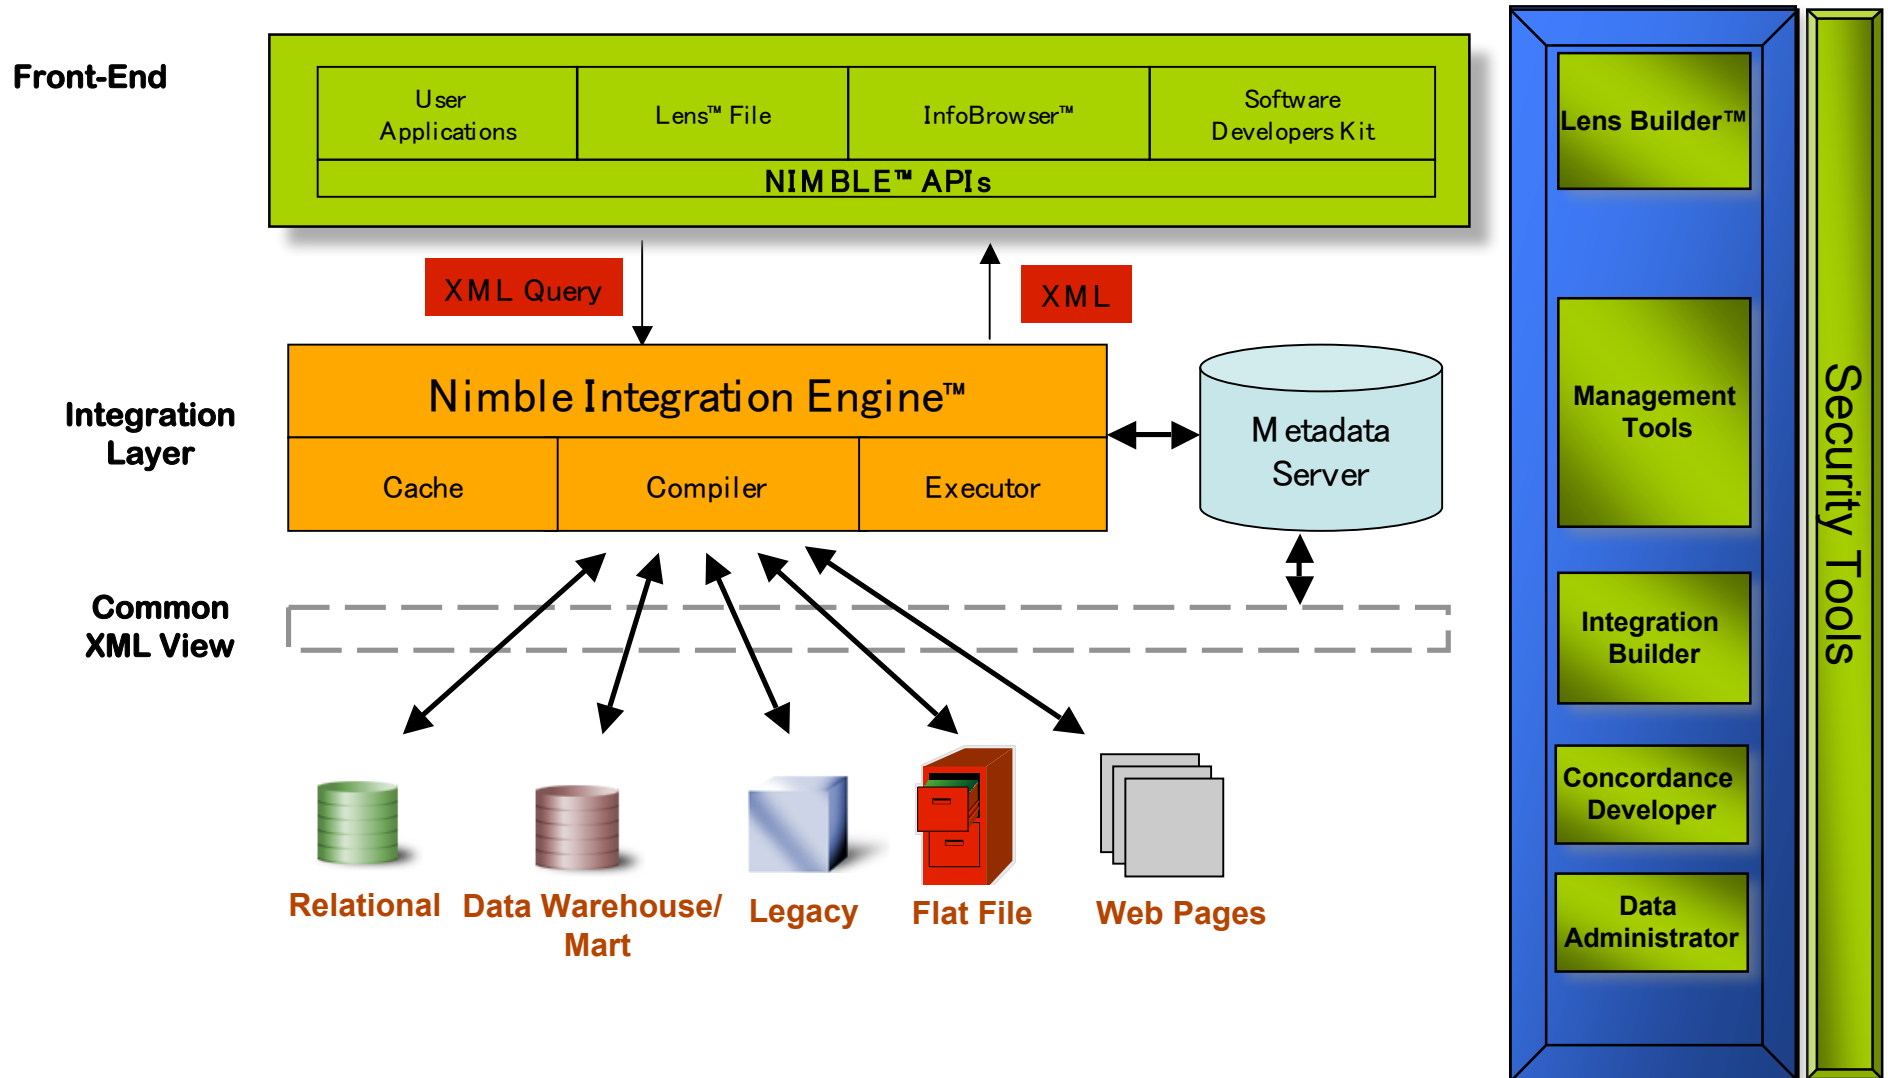 Front-End
User
Applications
Lens™ File
InfoBrowser™
Software
Developers Kit
NIMBLE™ APIs
XML Query
XML
Integration
Layer
Nimble Integration Engine™
Cache
Compiler
Executor
Metadata
Server
Common
XML View
Relational
Data Warehouse/
Mart
Legacy
Flat File
Web Pages
Lens Builder™
Management
Tools
Integration
Builder
Concordance
Developer
Data
Administrator
Security Tools